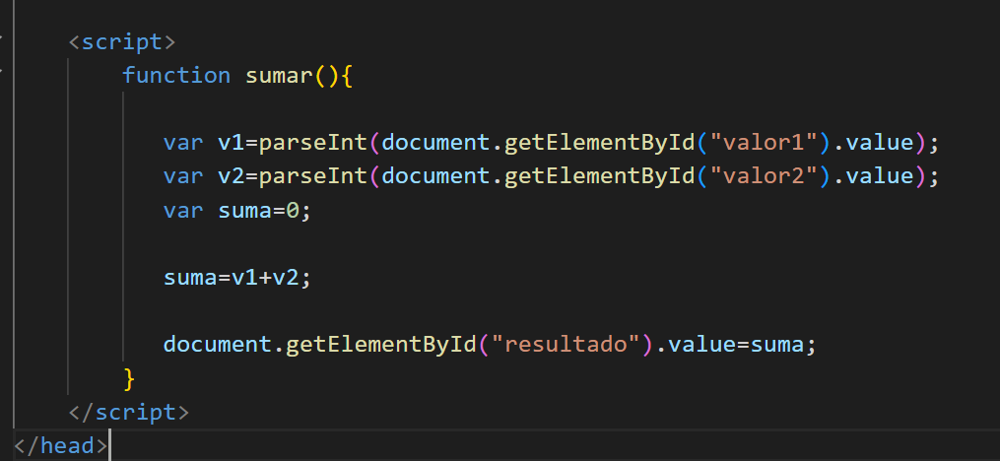 <script>
function sumar(){
var v1=parseInt(document.getElementById("valor1").value);
var v2=parseInt(document.getElementById("valor2").value);
var suma=0;
suma=v1+v2;
document.getElementById("resultado").value=suma;
}
</script>
</head>